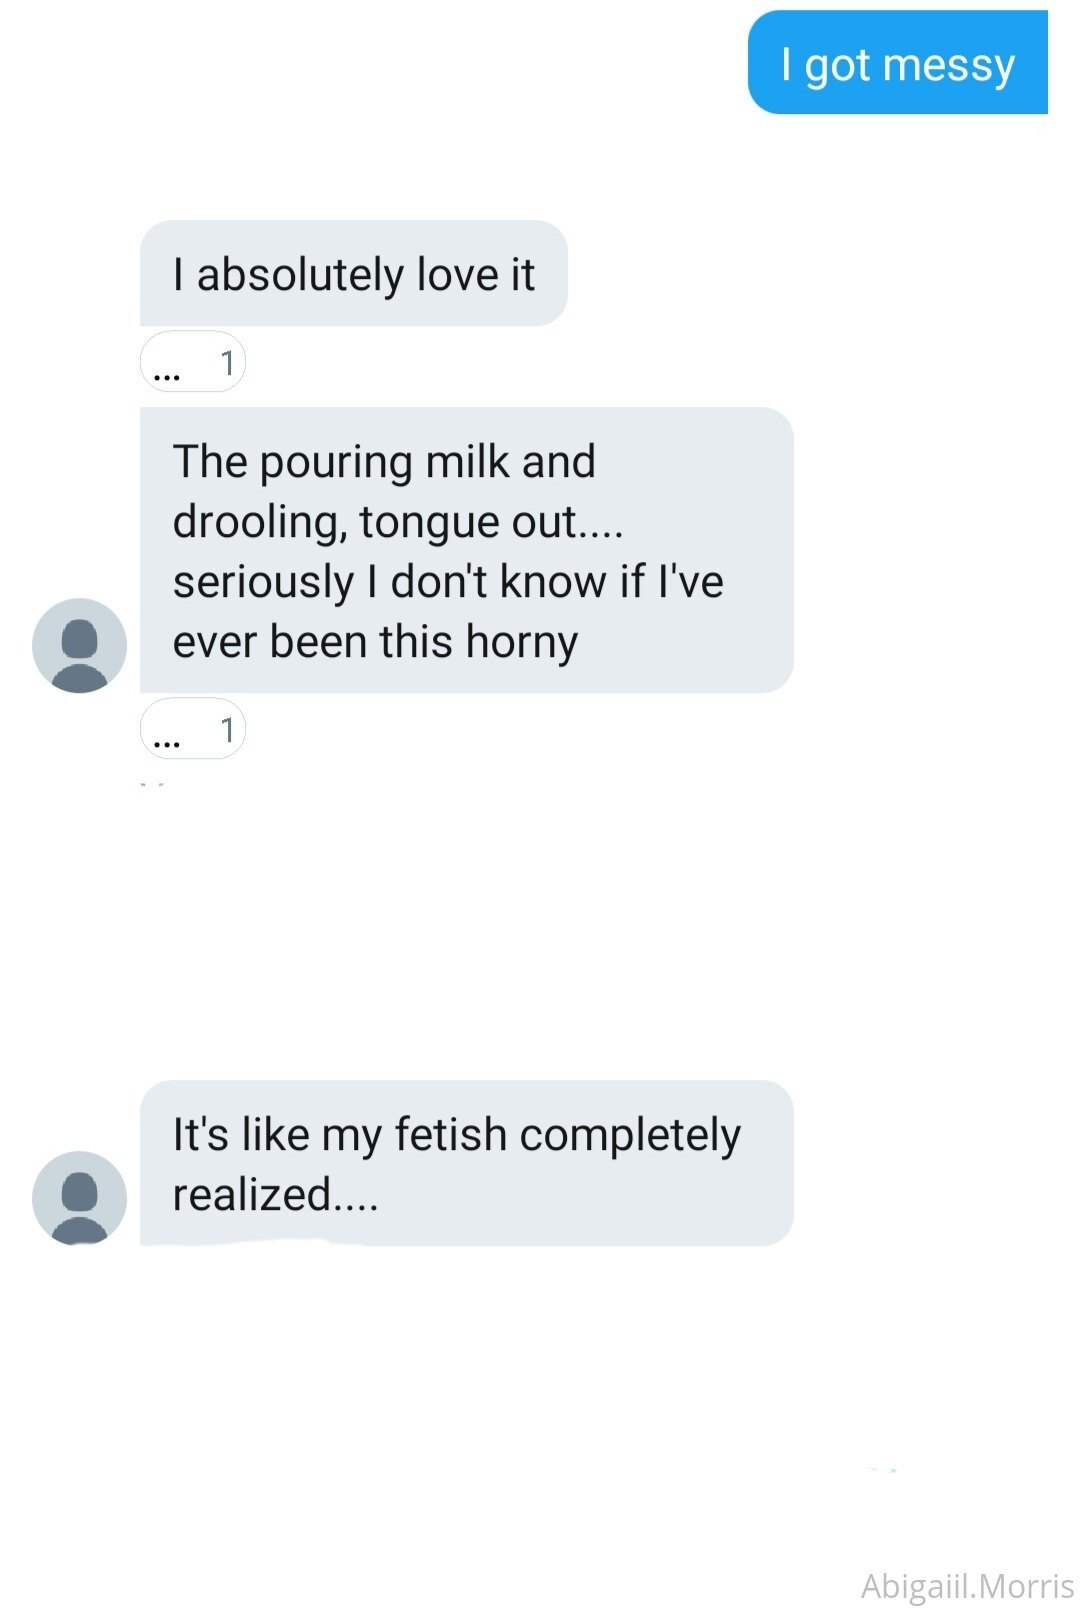 I got messy
I absolutely love it
... 1
The pouring milk and
drooling, tongue out....
seriously I don't know if I've
ever been this horny
... 1
It's like my fetish completely
realized....
Abigaiil.Morris